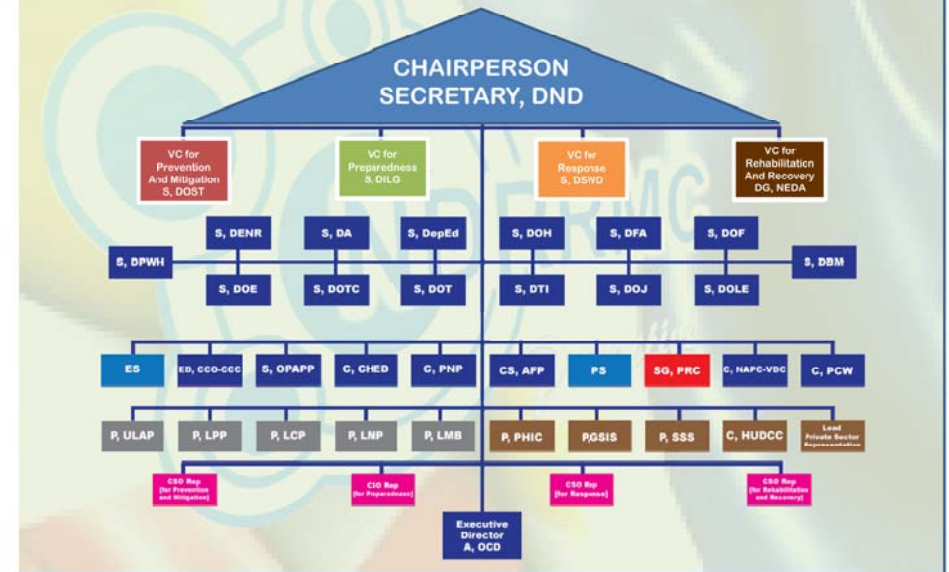 CHAIRPERSON
SECRETARY, DND
VC for
Prevention
And Mitigation
S, DOST
VC for
Preparedness
S, DILG
VC for
Response
S, DSWD
VC for
Rehabilitation
And Recovery
DG, NEDA
S, DENR
S, DA
S, DepEd
S, DOH
S, DFA
S, DOF
S, DPWH
S, DBM
S, DOE
S, DOTC
S, DOT
S, DTI
S, DOJ
S, DOLE
ES
ED, CCO-CCC
S, OPAPP
C, CHED
C, PNP
CS, AFP
PS
SG, PRC
C, NAPC-VDC
C, PCW
P, ULAP
P, LPP
P, LCP
P, LNP
P, LMB
P, PHIC
P,GSIS
P, SSS
C, HUDCC
Lead
Private Sector
Representation
CSO Rep
[for Prevention
and Mitigation]
CIO Rep
[for Preparedness]
CSO Rep
[for Response]
CSO Rep
[for Rehabilitation
and Recovery]
Executive
Director
A, OCD
NDRRMC